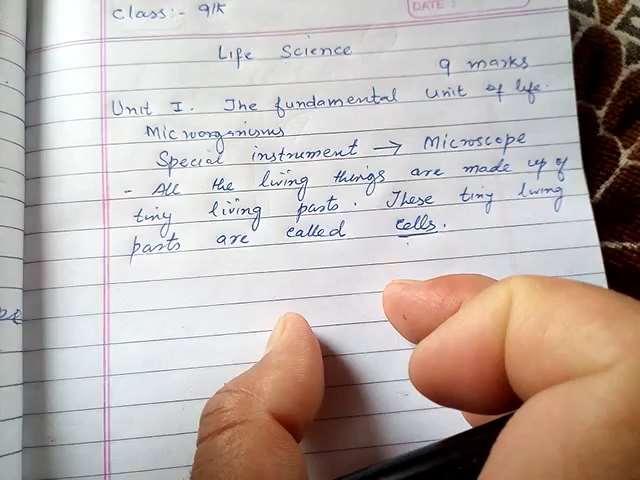 Class:- 9/K
DATE :
Life Science
9 marks
Unit I. The fundamental unit of life.
Microorganisms
Special instrument → Microscope
- All the living things are made up of
tiny living parts. These tiny living
parts are called cells.